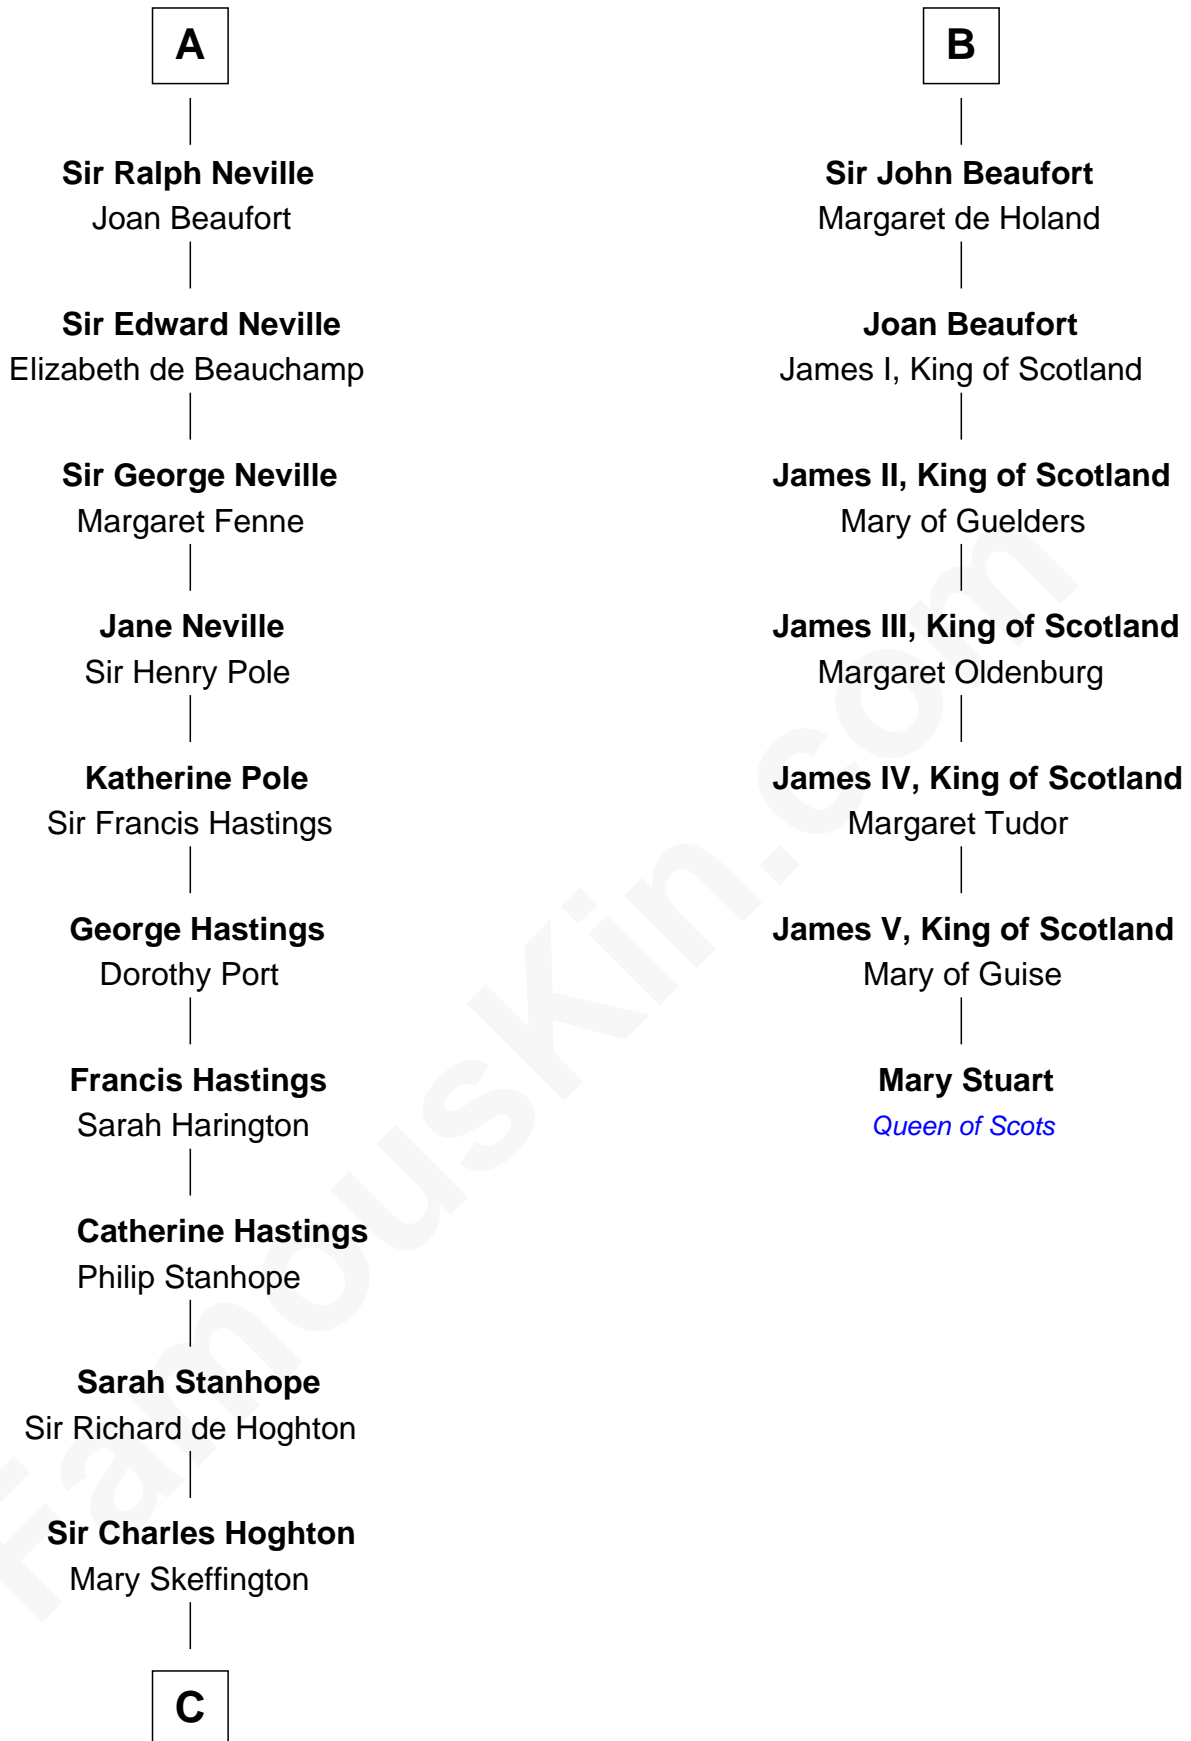 A
Sir Ralph Neville
Joan Beaufort
Sir Edward Neville
Elizabeth de Beauchamp
Sir George Neville
Margaret Fenne
Jane Neville
Sir Henry Pole
Katherine Pole
Sir Francis Hastings
George Hastings
Dorothy Port
Francis Hastings
Sarah Harington
Catherine Hastings
Philip Stanhope
Sarah Stanhope
Sir Richard de Hoghton
Sir Charles Hoghton
Mary Skeffington
C
B
Sir John Beaufort
Margaret de Holand
Joan Beaufort
James I, King of Scotland
James II, King of Scotland
Mary of Guelders
James III, King of Scotland
Margaret Oldenburg
James IV, King of Scotland
Margaret Tudor
James V, King of Scotland
Mary of Guise
Mary Stuart
Queen of Scots
FamousKin.com